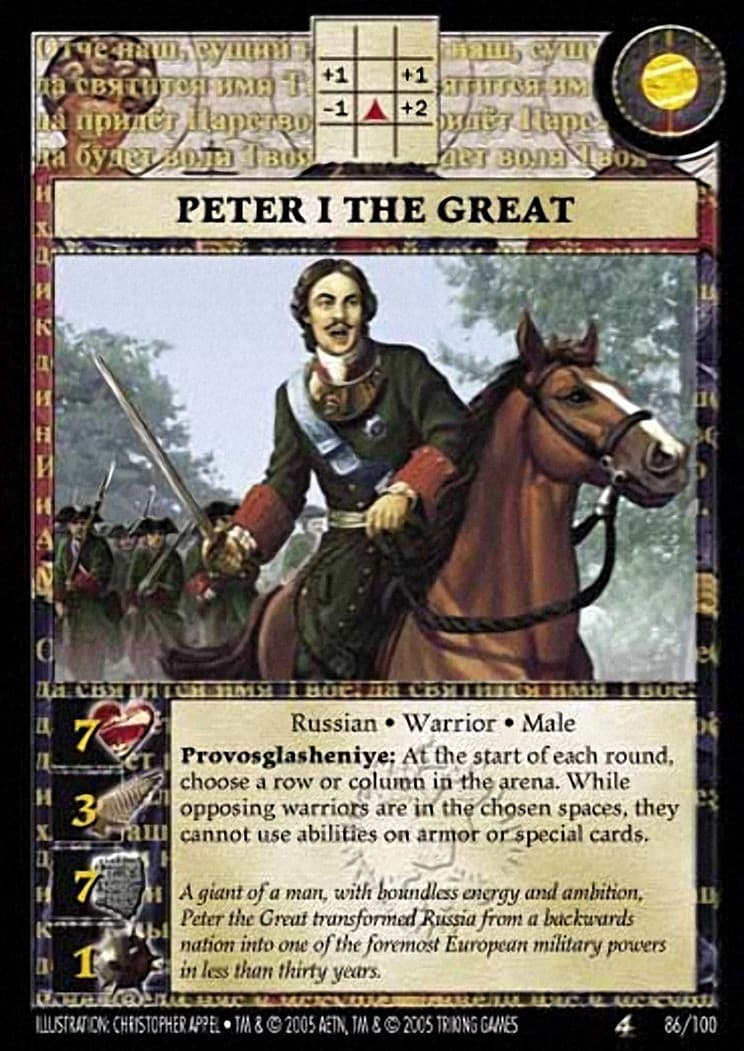 Отче наш, сущий
да святится имя Т
да придёт Царство
да будет воля Твоя
+1 +1
-1 +2
PETER I THE GREAT
7
3
7
1
Russian • Warrior • Male
Provosglasheniye: At the start of each round,
choose a row or column in the arena. While
opposing warriors are in the chosen spaces, they
cannot use abilities on armor or special cards.
A giant of a man, with boundless energy and ambition,
Peter the Great transformed Russia from a backwards
nation into one of the foremost European military powers
in less than thirty years.
ILLUSTRATION: CHRISTOPHER APPEL • TM & © 2005 AETN, TM & © 2005 TRIKING GAMES
4 86/100